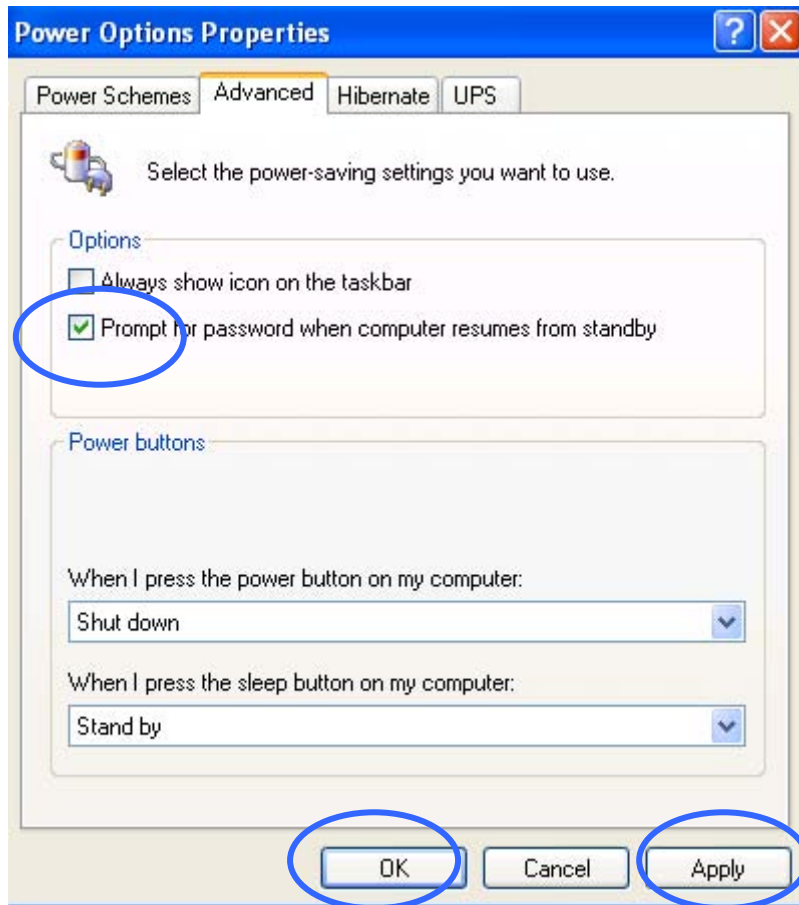 Power Options Properties
Power Schemes Advanced Hibernate UPS
Select the power-saving settings you want to use.
Options
Always show icon on the taskbar
Prompt for password when computer resumes from standby
Power buttons
When I press the power button on my computer:
Shut down
When I press the sleep button on my computer:
Stand by
OK Cancel Apply